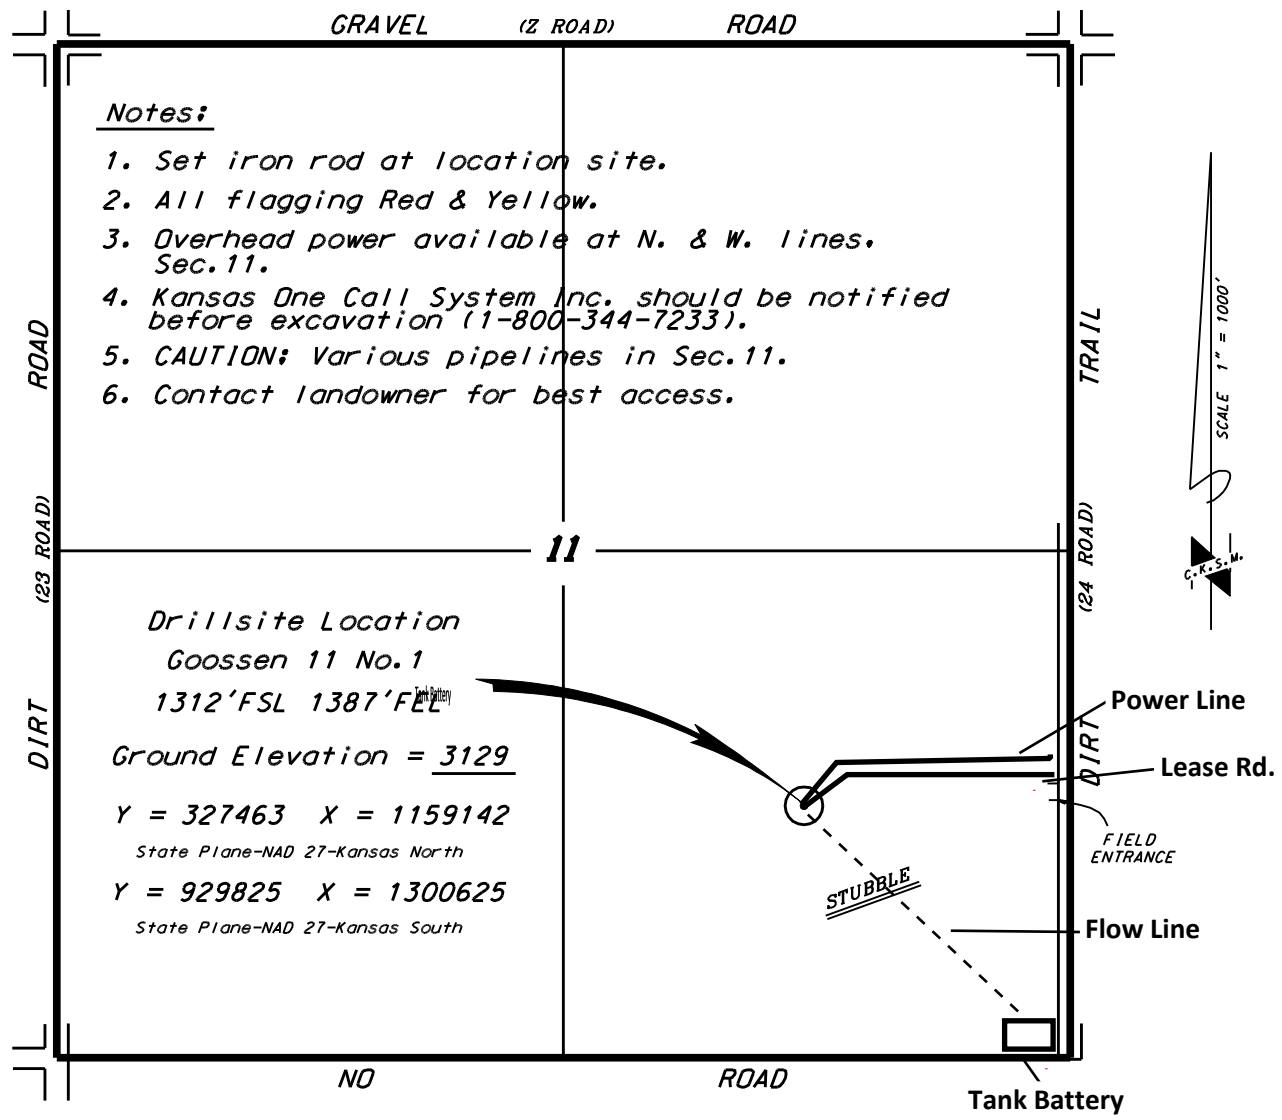 GRAVEL (Z ROAD) ROAD
Notes:
1. Set iron rod at location site.
2. All flagging Red & Yellow.
3. Overhead power available at N. & W. lines,
Sec.11.
4. Kansas One Call System Inc. should be notified
before excavation (1-800-344-7233).
5. CAUTION: Various pipelines in Sec.11.
6. Contact landowner for best access.
ROAD
(23 ROAD)
DIRT
TRAIL
(24 ROAD)
DIRT
SCALE 1" = 1000'
C.K.S.M.
11
Drillsite Location
Goossen 11 No.1
1312'FSL 1387'FEL
Tank Battery
Ground Elevation = 3129
Y = 327463 X = 1159142
State Plane-NAD 27-Kansas North
Y = 929825 X = 1300625
State Plane-NAD 27-Kansas South
Power Line
Lease Rd.
FIELD
ENTRANCE
STUBBLE
Flow Line
NO ROAD
Tank Battery